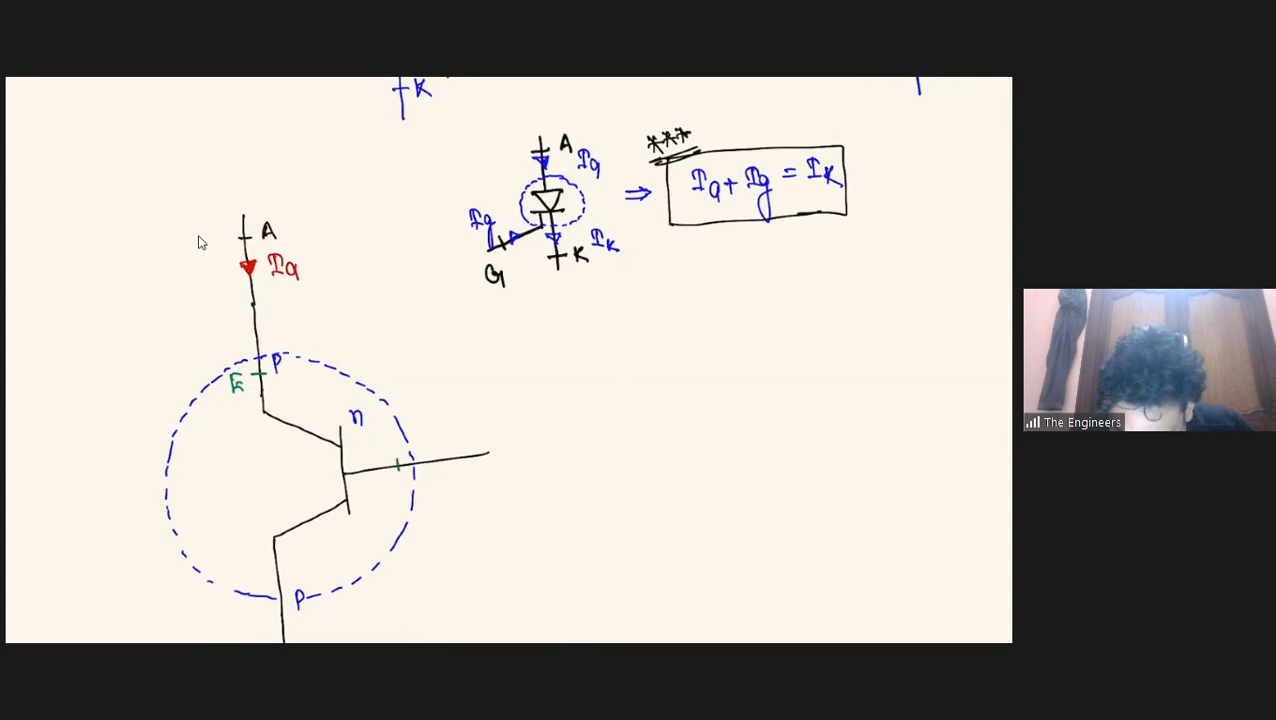 K
***
A
Ia
Ia + Ig = Ik
Ig
Ik
K
G
A
Ia
P
E
n
P
The Engineers